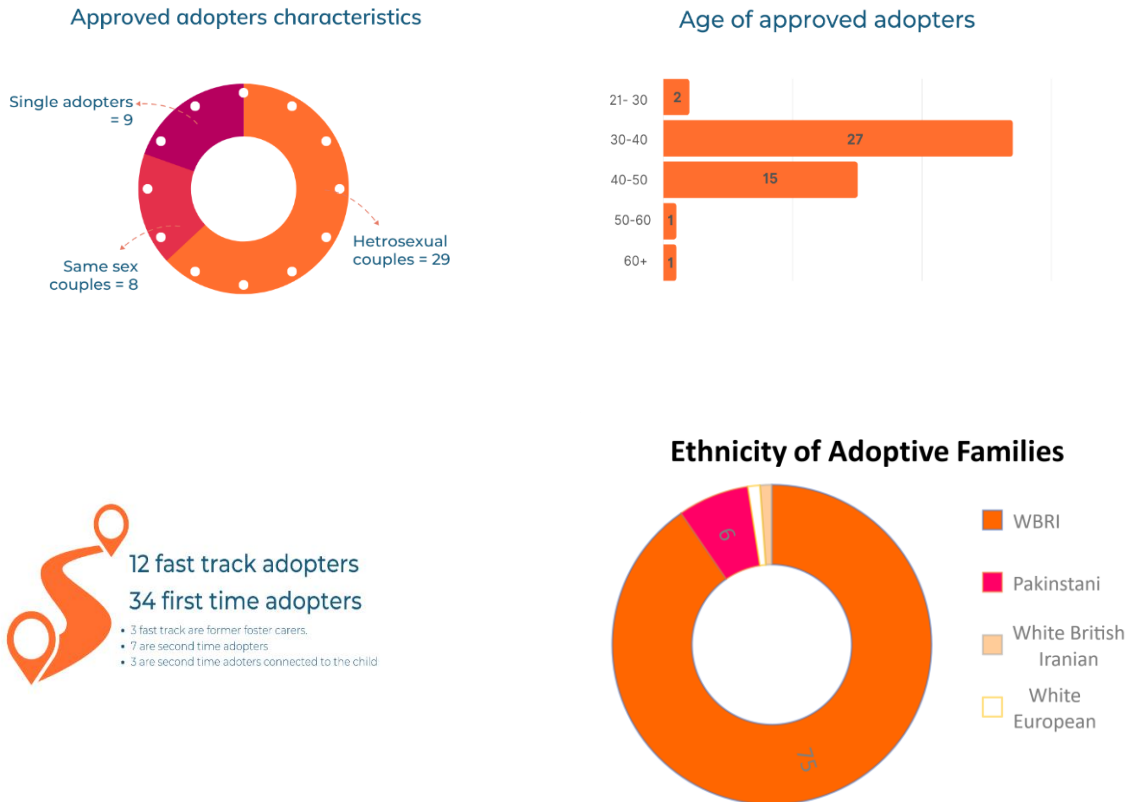 Approved adopters characteristics
Single adopters
= 9
Same sex
couples = 8
Hetrosexual
couples = 29
Age of approved adopters
21- 30
2
30-40
27
40-50
15
50-60
1
60+
1
12 fast track adopters
34 first time adopters
• 3 fast track are former foster carers.
• 7 are second time adopters
• 3 are second time adoters connected to the child
Ethnicity of Adoptive Families
6
75
WBRI
Pakinstani
White British
Iranian
White
European